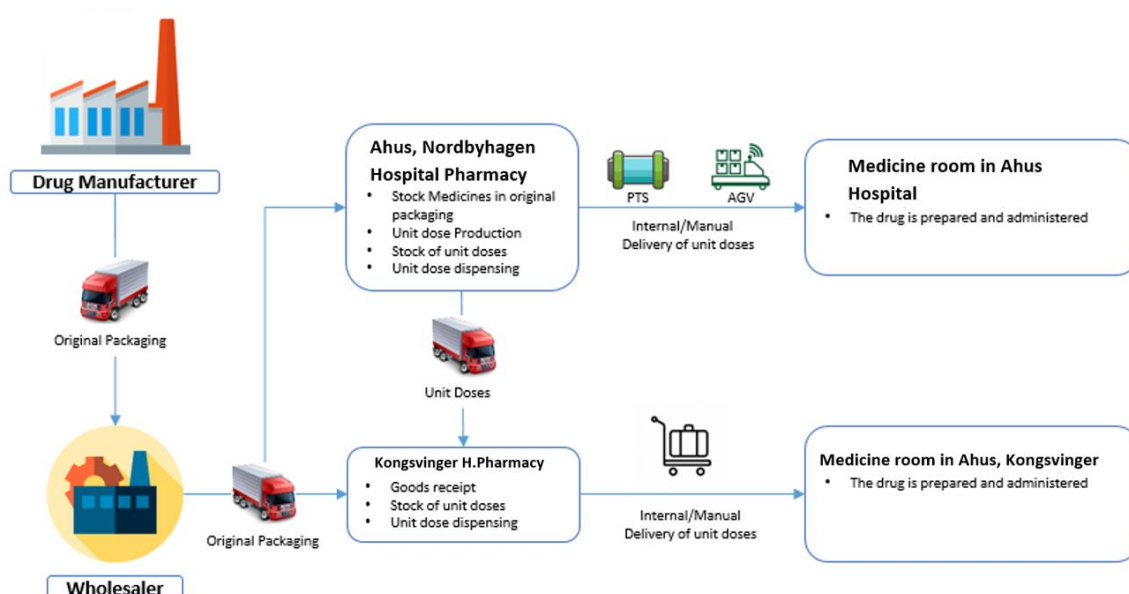 Drug Manufacturer
Original Packaging
Wholesaler
Original Packaging
Ahus, Nordbyhagen
Hospital Pharmacy
• Stock Medicines in original
packaging
• Unit dose Production
• Stock of unit doses
• Unit dose dispensing
Unit Doses
Kongsvinger H.Pharmacy
• Goods receipt
• Stock of unit doses
• Unit dose dispensing
PTS
AGV
Internal/Manual
Delivery of unit doses
Medicine room in Ahus
Hospital
• The drug is prepared and administered
Internal/Manual
Delivery of unit doses
Medicine room in Ahus, Kongsvinger
• The drug is prepared and administered